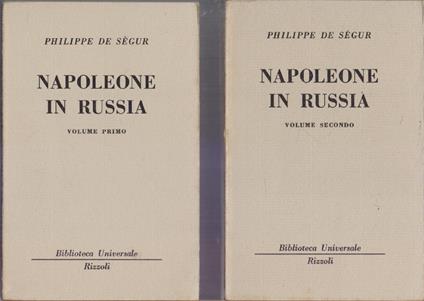 PHILIPPE DE SÈGUR
NAPOLEONE
IN RUSSIA
VOLUME PRIMO
Biblioteca Universale
Rizzoli
PHILIPPE DE SÉGUR
NAPOLEONE
IN RUSSIA
VOLUME SECONDO
Biblioteca Universale
Rizzoli